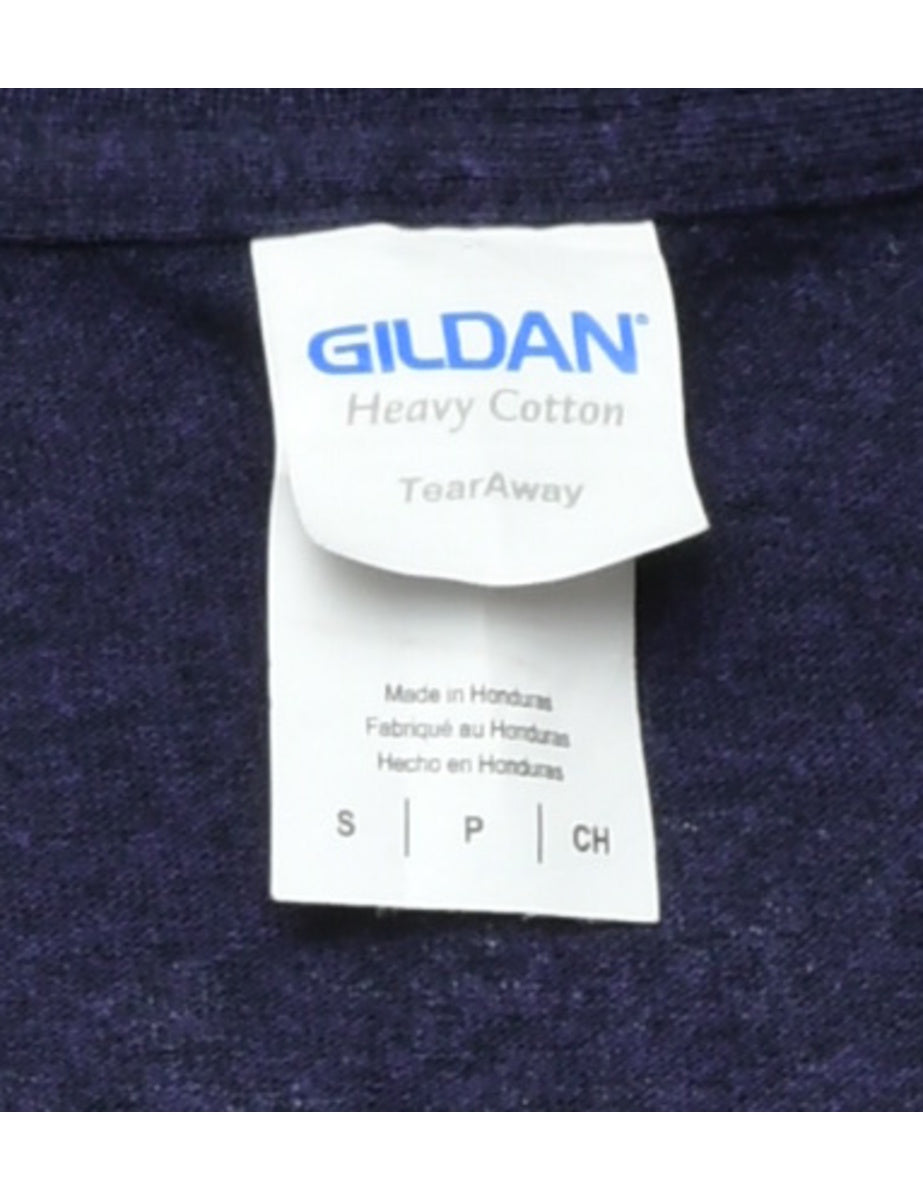 GILDAN
Heavy Cotton
TearAway
Made in Honduras
Fabriqué au Honduras
Hecho en Honduras
S | P | CH